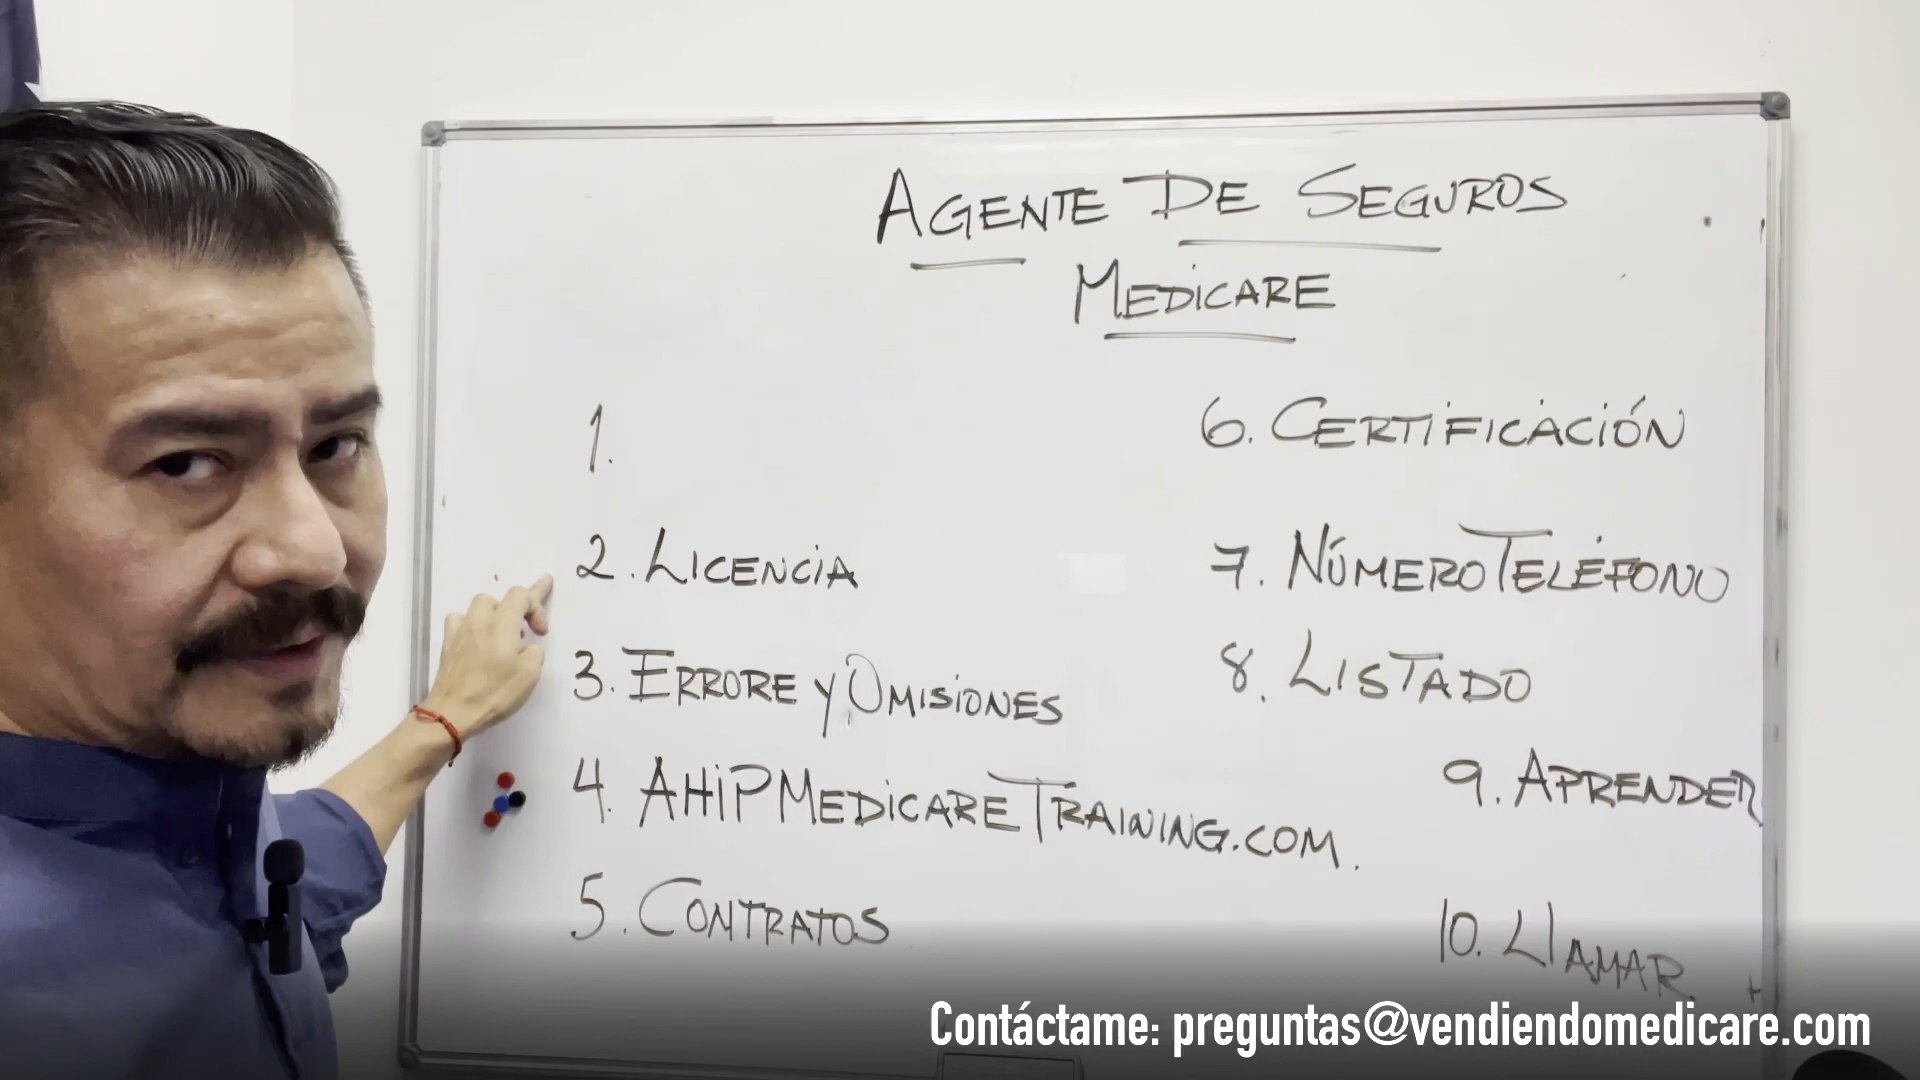 AGENTE DE SEGUROS
MEDICARE
1.
2. LICENCIA
3. ERRORE Y OMISIONES
4. AHIPMEDICARETRAINING.COM.
5. CONTRATOS
6. CERTIFICACIÓN
7. NÚMERO TELÉFONO
8. LISTADO
9. APRENDER
10. LlAMAR
Contáctame: preguntas@vendiendomedicare.com